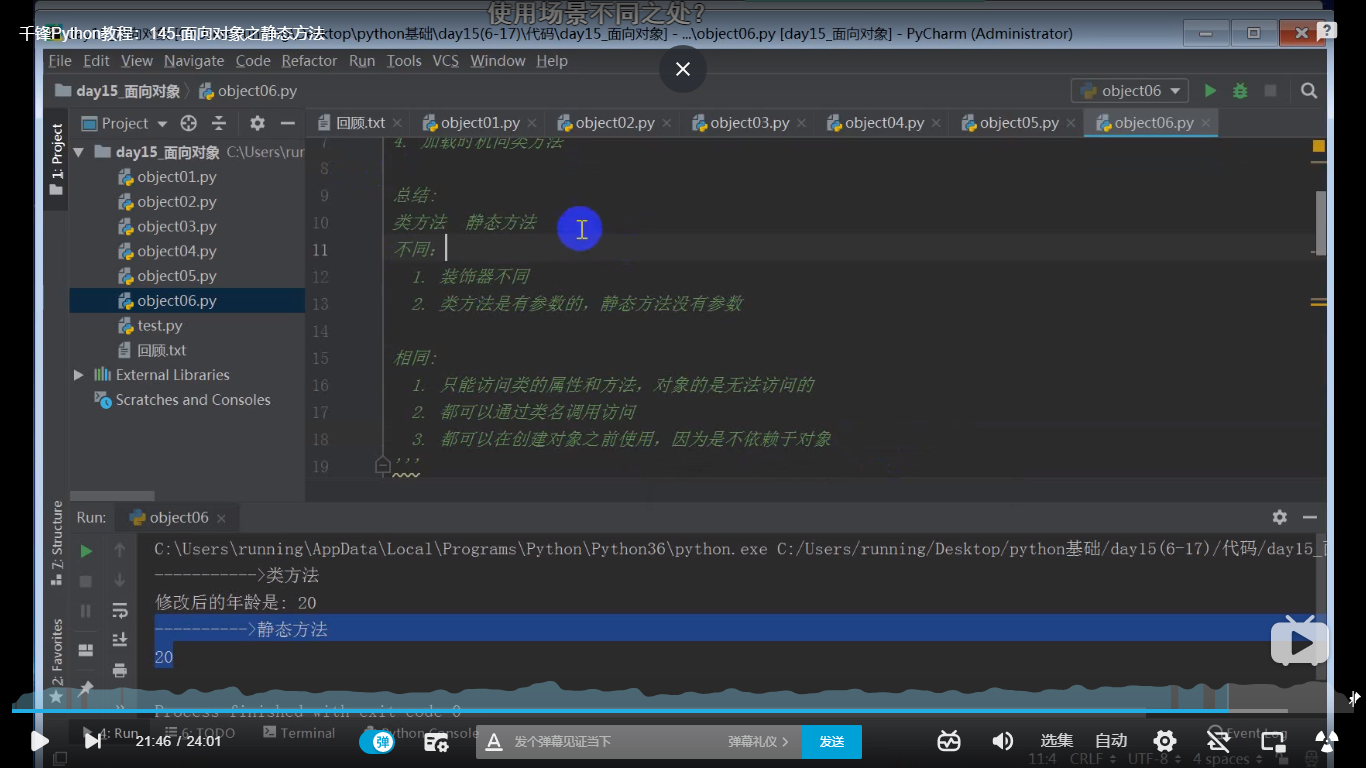 使用场景不同之处？
千锋Python教程：145-面向对象之静态方法
\python基础\day15(6-17)\代码\day15_面向对象] - ...\object06.py [day15_面向对象] - PyCharm (Administrator)
File Edit View Navigate Code Refactor Run Tools VCS Window Help
day15_面向对象 object06.py
object06
1: Project
Project
回顾.txt object01.py object02.py object03.py object04.py object05.py object06.py
day15_面向对象 C:\Users\run
object01.py
object02.py
object03.py
object04.py
object05.py
object06.py
test.py
回顾.txt
External Libraries
Scratches and Consoles
7 4. 加载时机同类方法
8
9 总结:
10 类方法 静态方法
11 不同:
12 1. 装饰器不同
13 2. 类方法是有参数的，静态方法没有参数
14
15 相同:
16 1. 只能访问类的属性和方法，对象的是无法访问的
17 2. 都可以通过类名调用访问
18 3. 都可以在创建对象之前使用，因为是不依赖于对象
19 '''
7: Structure
2: Favorites
Run: object06
C:\Users\running\AppData\Local\Programs\Python\Python36\python.exe C:/Users/running/Desktop/python基础/day15(6-17)/代码/day15_面
----------->类方法
修改后的年龄是: 20
---------->静态方法
20
Process finished with exit code 0
4: Run 6: TODO Terminal Python Console Event Log
21:46 / 24:01
弹
发个弹幕见证当下
弹幕礼仪 >
发送
选集
自动
11:4 CRLF UTF-8 4 spaces